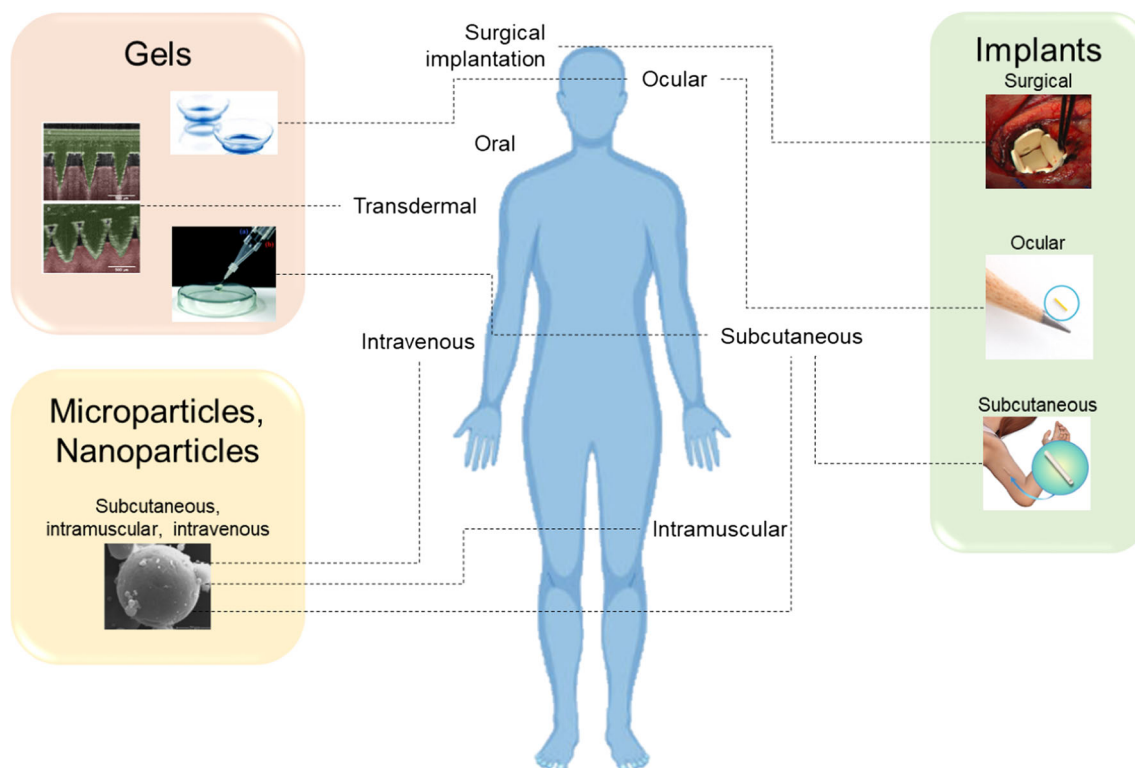 Gels
Surgical
implantation
Ocular
Oral
Transdermal
(a)
(b)
Intravenous
Subcutaneous
Intramuscular
Microparticles,
Nanoparticles
Subcutaneous,
intramuscular, intravenous
Implants
Surgical
Ocular
Subcutaneous